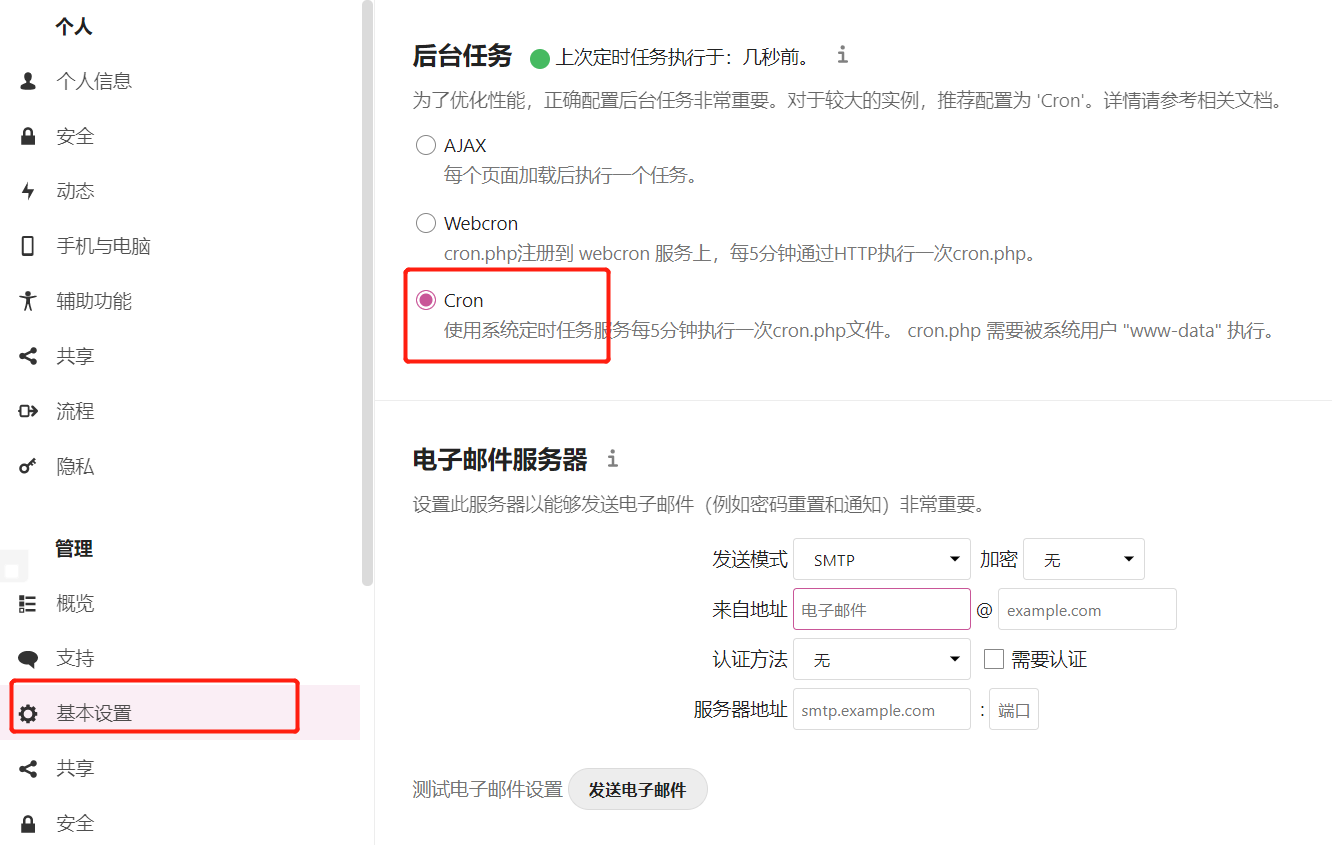 个人
个人信息
安全
动态
手机与电脑
辅助功能
共享
流程
隐私
管理
概览
支持
基本设置
共享
安全
后台任务 上次定时任务执行于：几秒前。
为了优化性能，正确配置后台任务非常重要。对于较大的实例，推荐配置为 'Cron'。详情请参考相关文档。
AJAX
每个页面加载后执行一个任务。
Webcron
cron.php注册到 webcron 服务上，每5分钟通过HTTP执行一次cron.php。
Cron
使用系统定时任务服务每5分钟执行一次cron.php文件。 cron.php 需要被系统用户 "www-data" 执行。
电子邮件服务器
设置此服务器以能够发送电子邮件（例如密码重置和通知）非常重要。
发送模式 SMTP 加密 无
来自地址 电子邮件 @ example.com
认证方法 无 需要认证
服务器地址 smtp.example.com : 端口
测试电子邮件设置 发送电子邮件